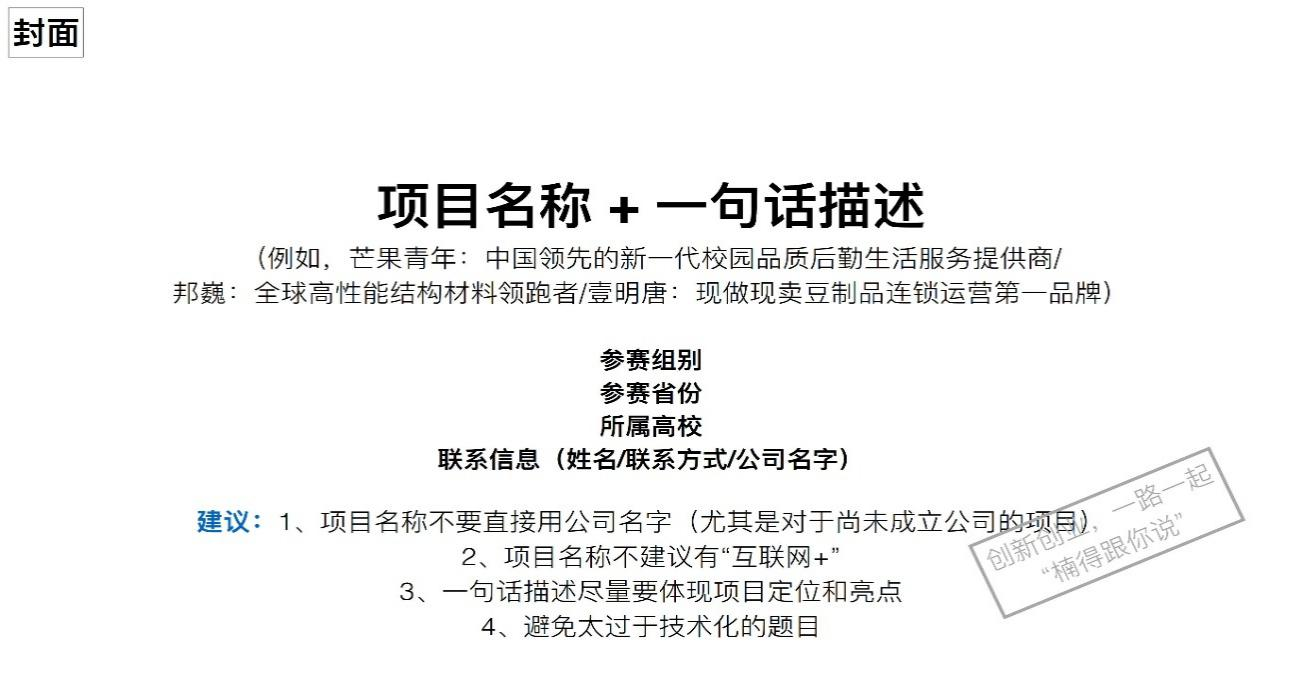 封面
项目名称 + 一句话描述
（例如，芒果青年：中国领先的新一代校园品质后勤生活服务提供商/
邦巍：全球高性能结构材料领跑者/壹明唐：现做现卖豆制品连锁运营第一品牌）
参赛组别
参赛省份
所属高校
联系信息（姓名/联系方式/公司名字）
建议：1、项目名称不要直接用公司名字（尤其是对于尚未成立公司的项目）
2、项目名称不建议有“互联网+”
3、一句话描述尽量要体现项目定位和亮点
4、避免太过于技术化的题目
创新创业，一路一起
“楠得跟你说”